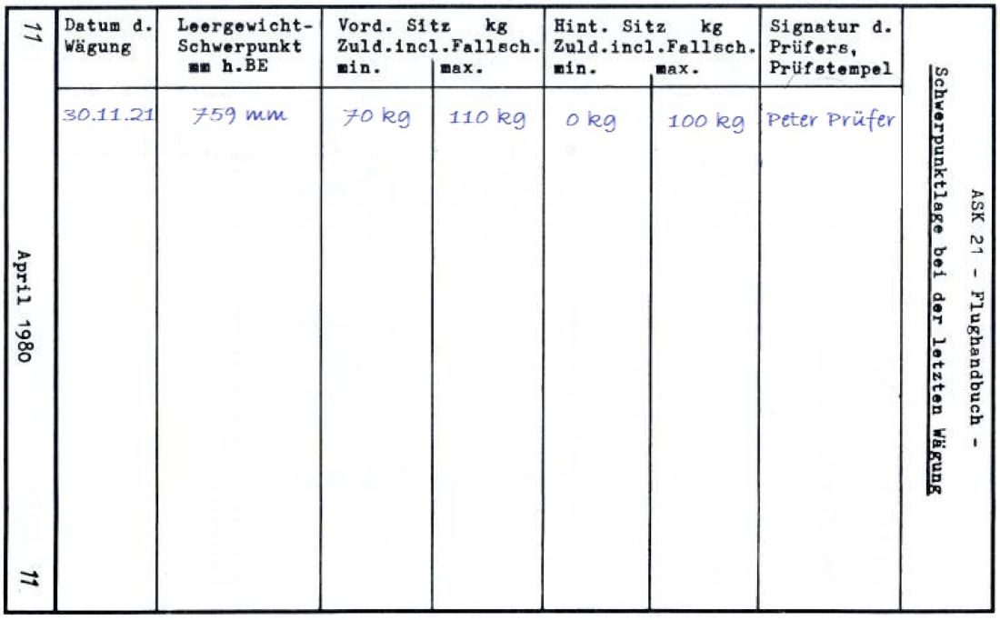 ASK 21 - Flughandbuch -
Schwerpunktlage bei der letzten Wägung
Datum d. Wägung
Leergewicht-
Schwerpunkt
mm h.BE
Vord. Sitz kg
Zuld.incl.Fallsch.
min. max.
Hint. Sitz kg
Zuld.incl.Fallsch.
min. max.
Signatur d.
Prüfers,
Prüfstempel
30.11.21 759 mm 70 kg 110 kg 0 kg 100 kg Peter Prüfer
11 April 1980 11